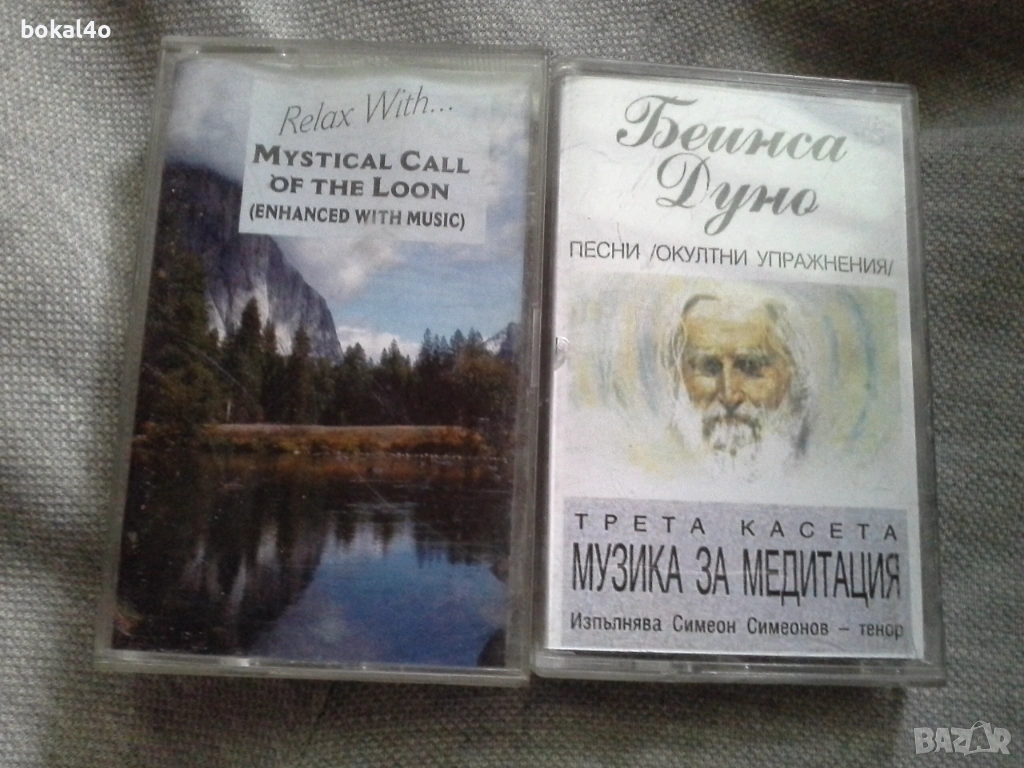 bokal4o
Relax With...
MYSTICAL CALL
OF THE LOON
(ENHANCED WITH MUSIC)
Беинса
Дуно
ПЕСНИ /ОКУЛТНИ УПРАЖНЕНИЯ/
ТРЕТА КАСЕТА
МУЗИКА ЗА МЕДИТАЦИЯ
Изпълнява Симеон Симеонов – тенор
BAZAR